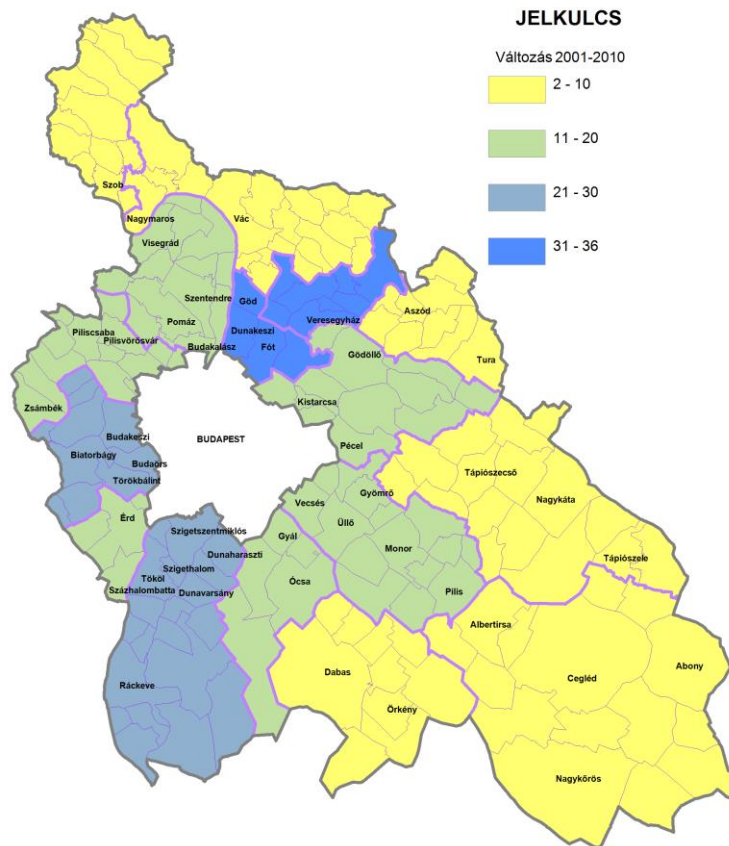 JELKULCS
Változás 2001-2010
2 - 10
11 - 20
21 - 30
31 - 36
Szob
Nagymaros
Vác
Visegrád
Szentendre
Göd
Veresegyház
Aszód
Pomáz
Dunakeszi
Piliscsaba
Pilisvörösvár
Budakalász
Fót
Gödöllő
Tura
Zsámbék
Kistarcsa
Budakeszi
BUDAPEST
Pécel
Biatorbágy
Budaörs
Törökbálint
Tápiószecső
Gyömrő
Nagykáta
Vecsés
Érd
Üllő
Szigetszentmiklós
Gyál
Dunaharaszti
Monor
Tápiószele
Szigethalom
Tököl
Ócsa
Százhalombatta
Dunavarsány
Pilis
Albertirsa
Abony
Cegléd
Dabas
Ráckeve
Örkény
Nagykőrös